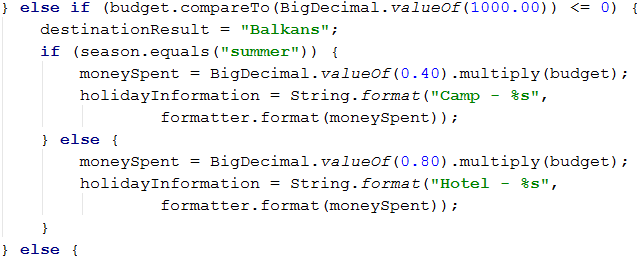 } else if (budget.compareTo(BigDecimal.valueOf(1000.00)) <= 0) {
    destinationResult = "Balkans";
    if (season.equals("summer")) {
        moneySpent = BigDecimal.valueOf(0.40).multiply(budget);
        holidayInformation = String.format("Camp - %s",
                formatter.format(moneySpent));
    } else {
        moneySpent = BigDecimal.valueOf(0.80).multiply(budget);
        holidayInformation = String.format("Hotel - %s",
                formatter.format(moneySpent));
    }
} else {